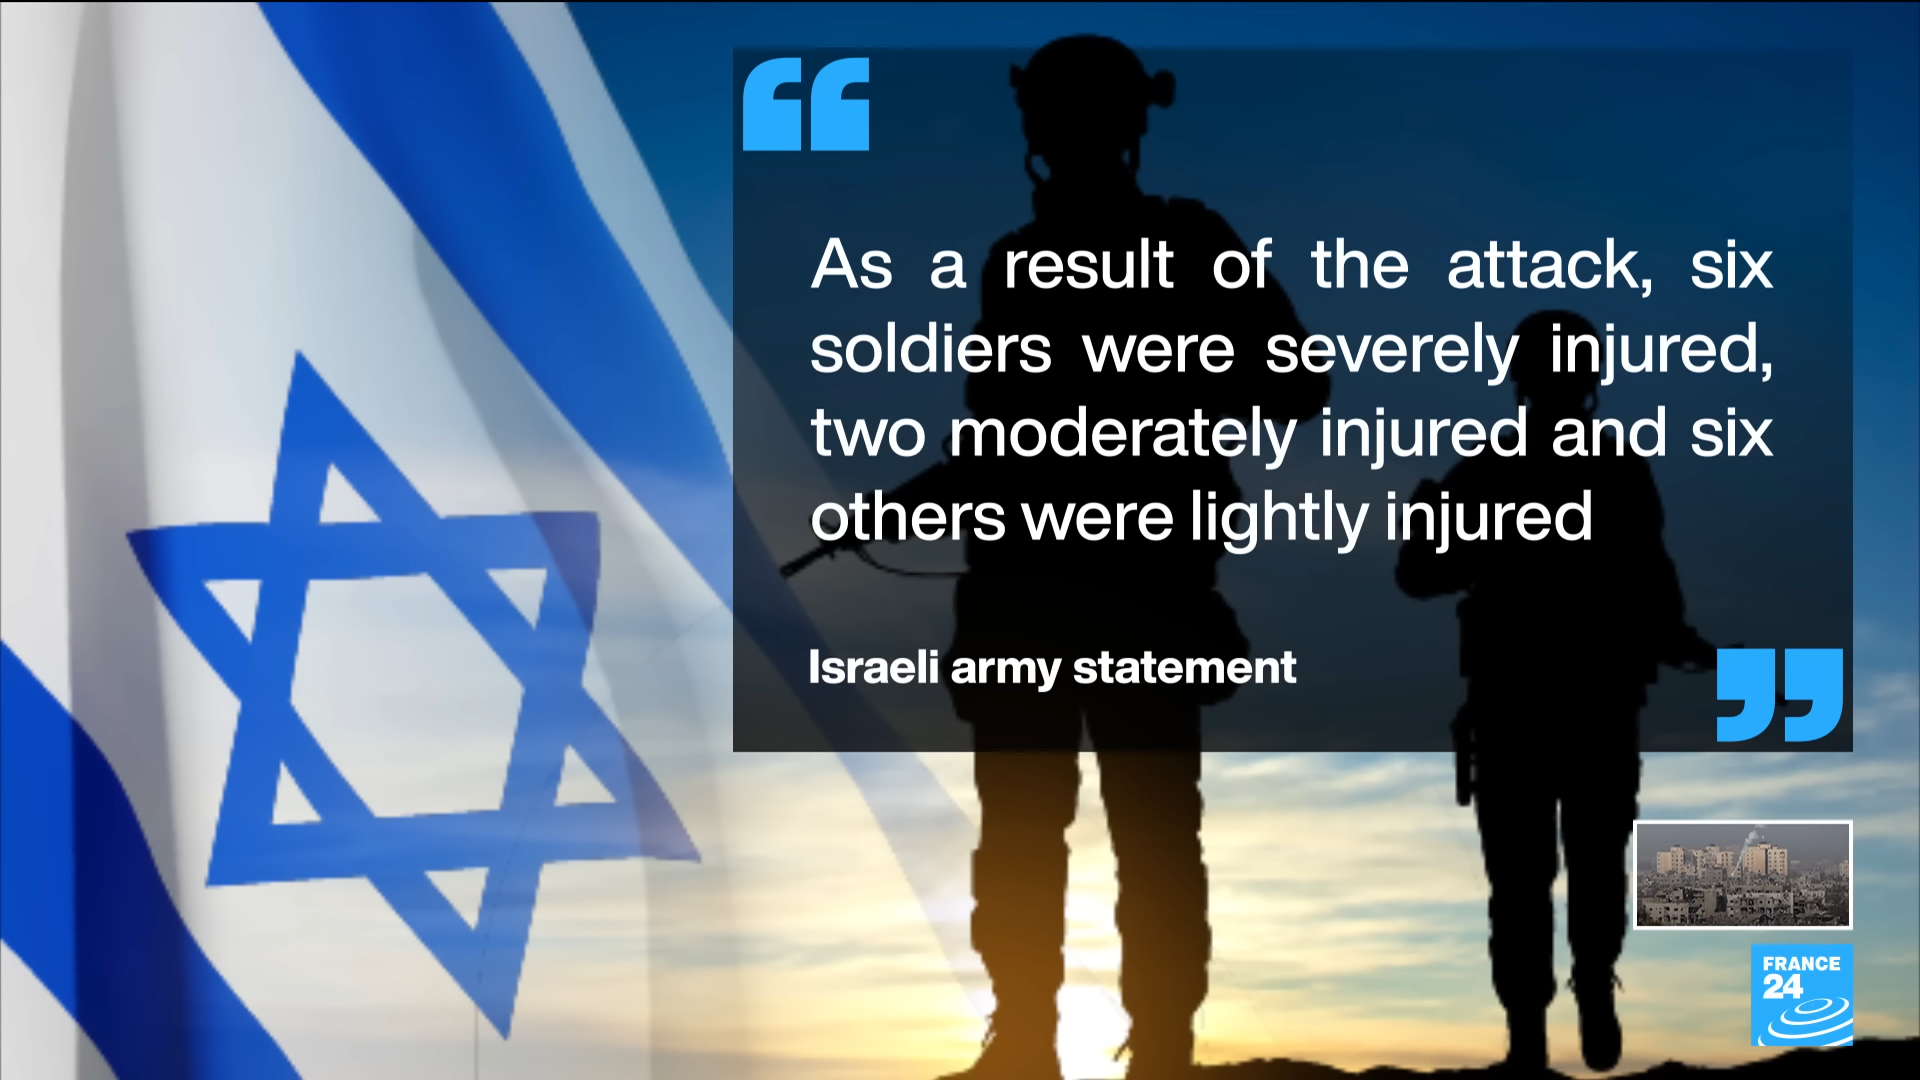 “
As a result of the attack, six
soldiers were severely injured,
two moderately injured and six
others were lightly injured
Israeli army statement
”
FRANCE
24